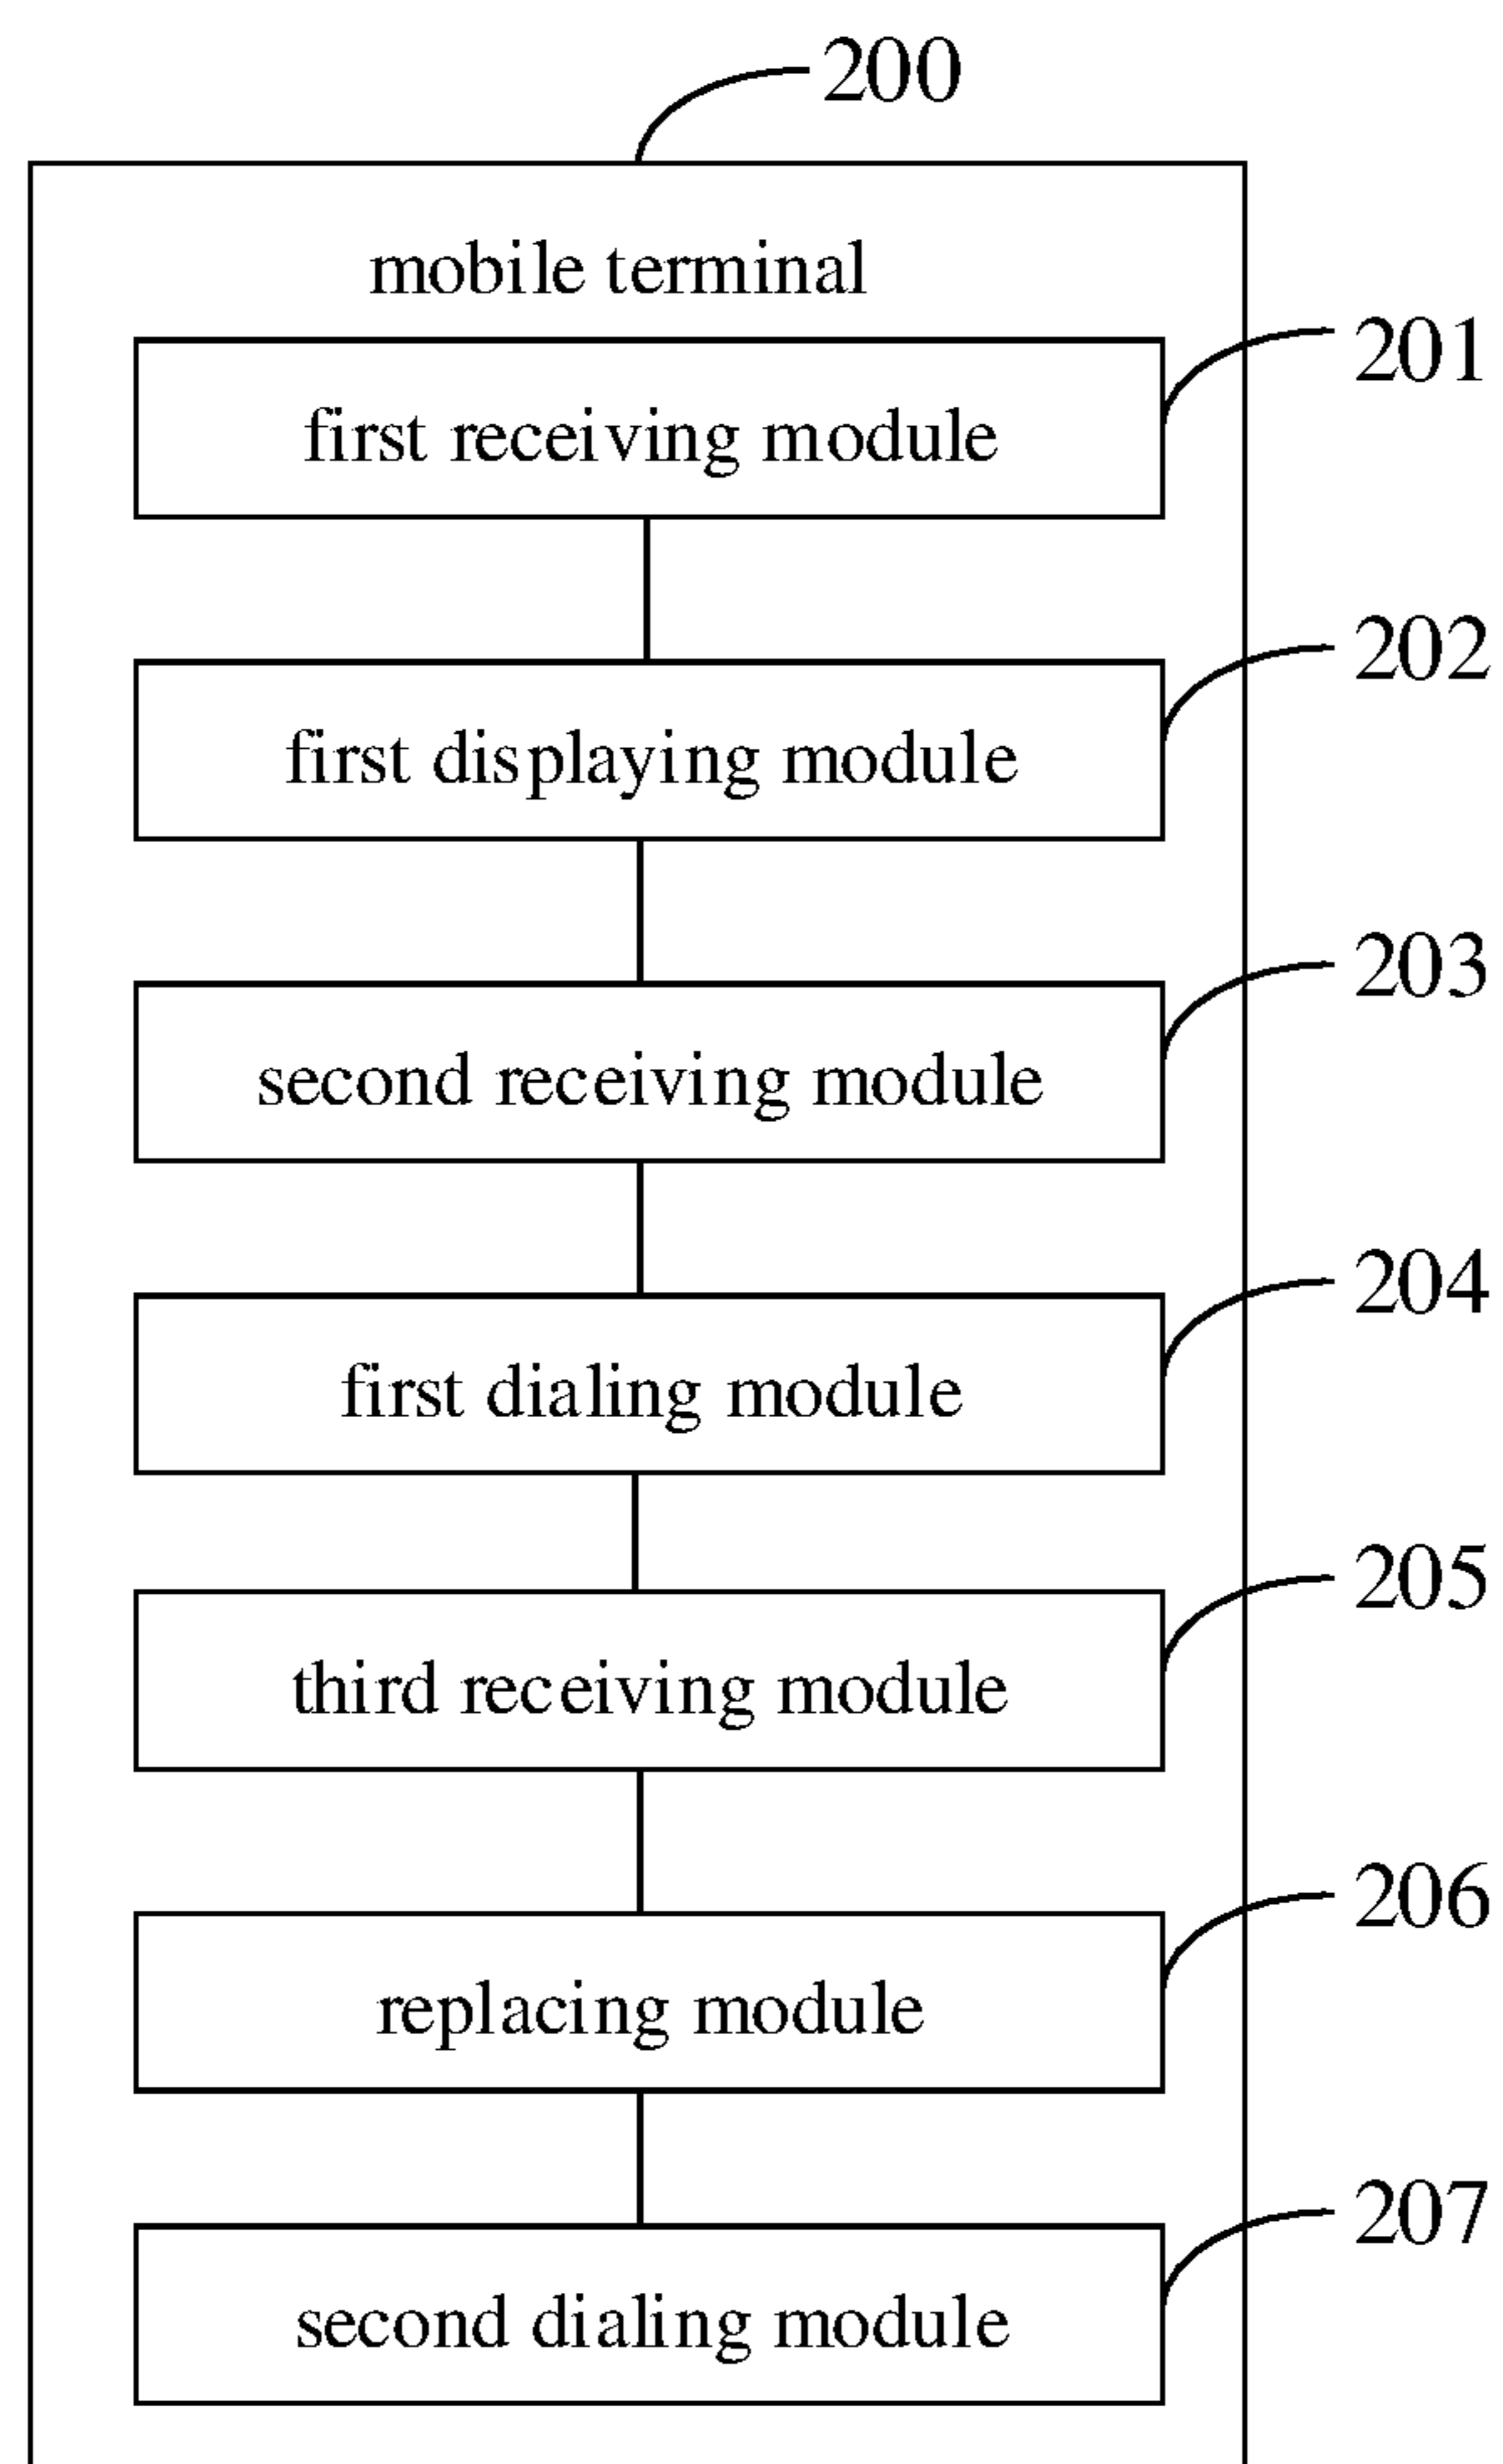 200
mobile terminal
201
first receiving module
202
first displaying module
203
second receiving module
204
first dialing module
205
third receiving module
206
replacing module
207
second dialing module